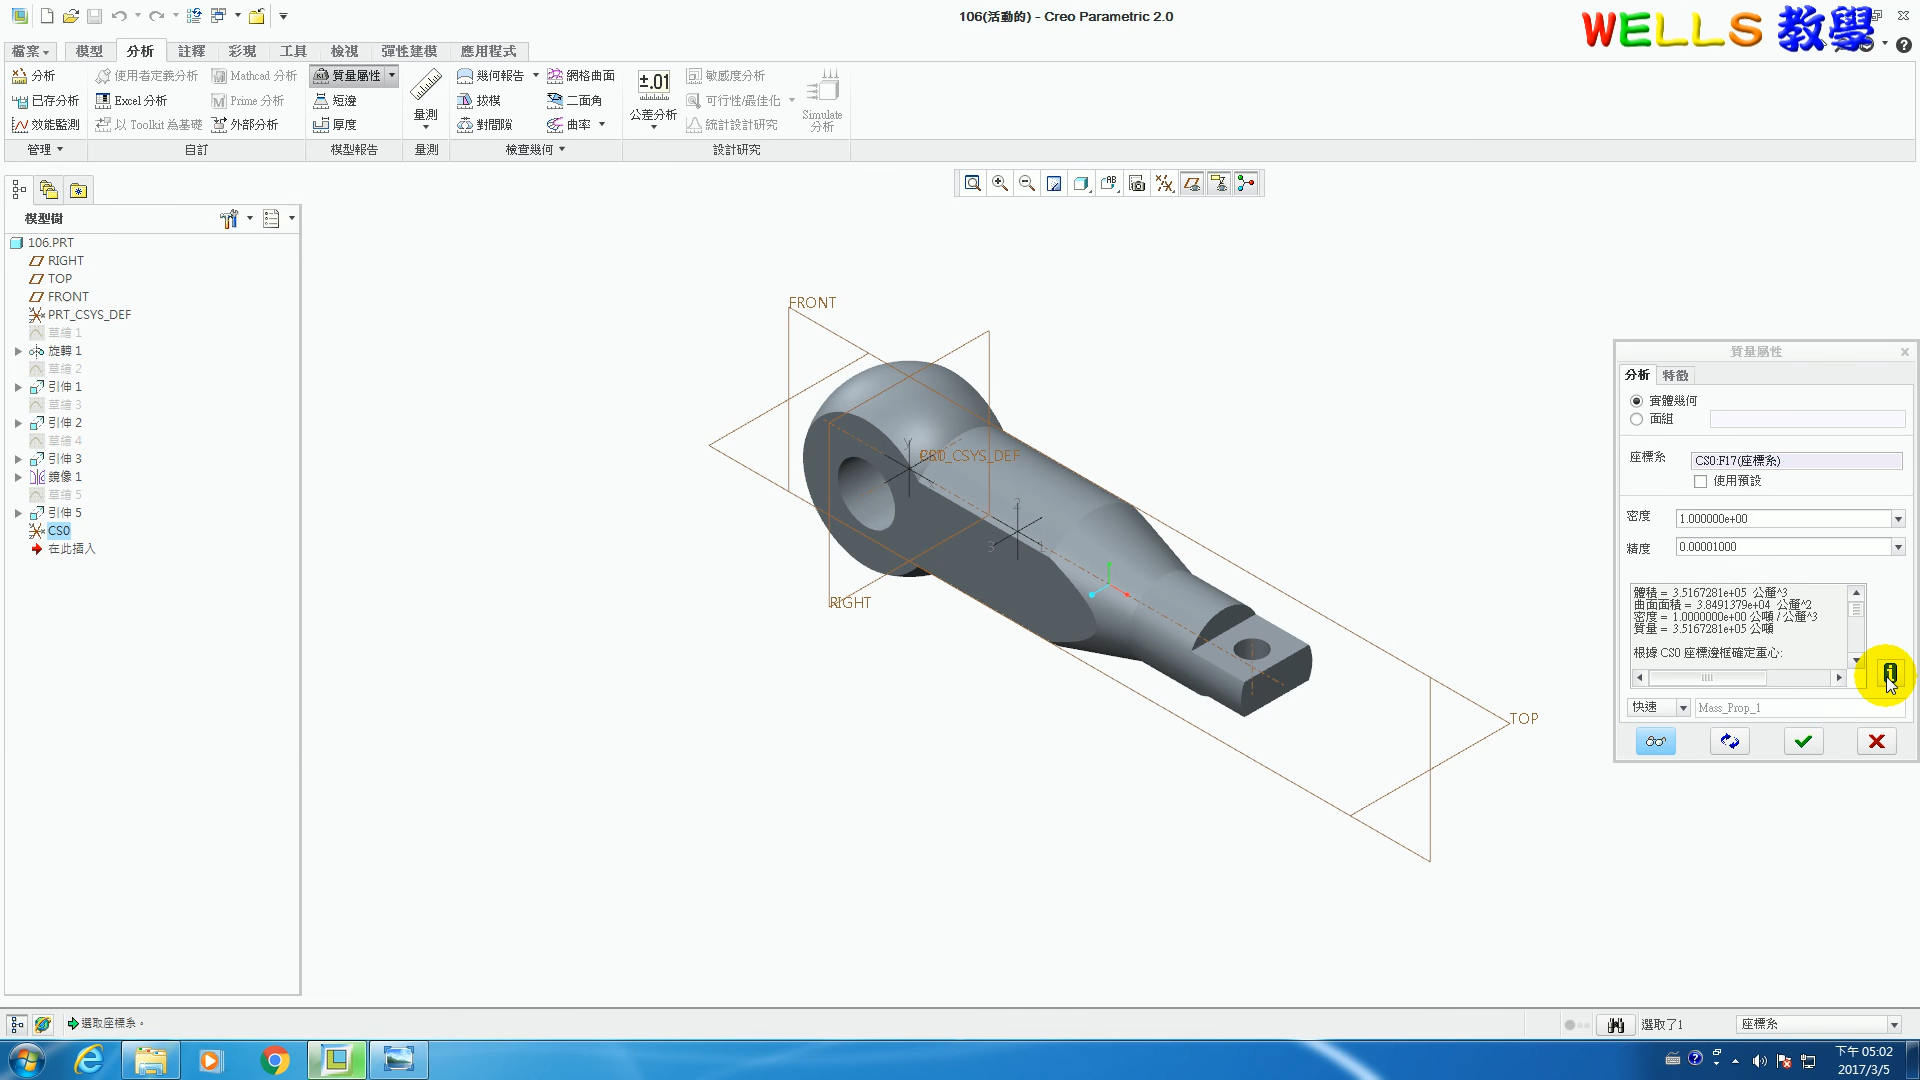 106(活動的) - Creo Parametric 2.0
WELLS 教學
檔案 模型 分析 註釋 彩現 工具 檢視 彈性建模 應用程式
分析 使用者定義分析 Mathcad 分析 質量屬性 幾何報告 網格曲面 敏感度分析
已存分析 Excel 分析 Prime 分析 短邊 拔模 二面角 可行性/最佳化
效能監測 以 Toolkit 為基礎 外部分析 厚度 量測 對間隙 曲率 ±.01 公差分析 統計設計研究 Simulate 分析
管理 自訂 模型報告 量測 檢查幾何 設計研究
模型樹
106.PRT
RIGHT
TOP
FRONT
PRT_CSYS_DEF
草繪 1
旋轉 1
草繪 2
引伸 1
草繪 3
引伸 2
草繪 4
引伸 3
鏡像 1
草繪 5
引伸 5
CS0
在此插入
FRONT
RIGHT
TOP
質量屬性
分析 特徵
實體幾何
面組
座標系 CS0:F17(座標系)
使用預設
密度 1.000000e+00
精度 0.00001000
體積 = 3.5167281e+05 公釐^3
曲面面積 = 3.8491379e+04 公釐^2
密度 = 1.0000000e+00 公噸 / 公釐^3
質量 = 3.5167281e+05 公噸
根據 CS0 座標邊框確定重心:
快速 Mass_Prop_1
選取座標系。
選取了1 座標系
下午 05:02
2017/3/5